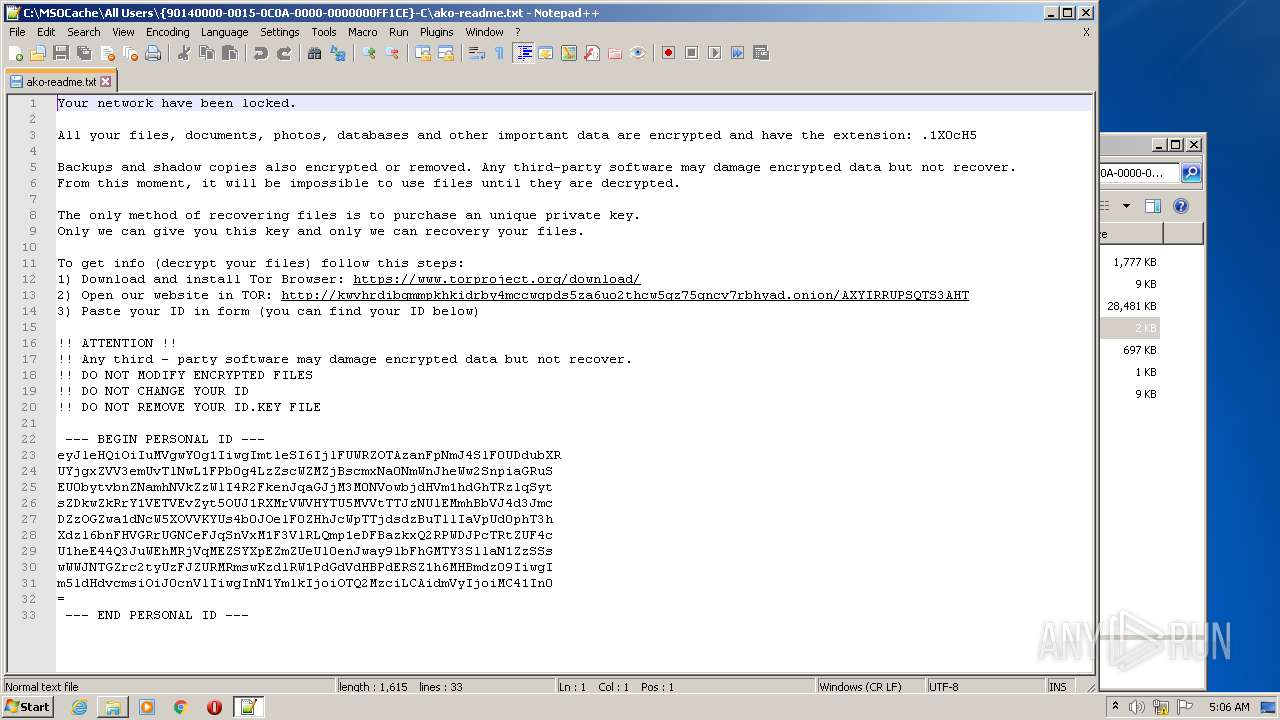 C:\MSOCache\All Users\{90140000-0015-0C0A-0000-0000000FF1CE}-C\ako-readme.txt - Notepad++
File Edit Search View Encoding Language Settings Tools Macro Run Plugins Window ? X
ako-readme.txt
1 Your network have been locked.
2
3 All your files, documents, photos, databases and other important data are encrypted and have the extension: .1XOcH5
4
5 Backups and shadow copies also encrypted or removed. Any third-party software may damage encrypted data but not recover.
6 From this moment, it will be impossible to use files until they are decrypted.
7
8 The only method of recovering files is to purchase an unique private key.
9 Only we can give you this key and only we can recovery your files.
10
11 To get info (decrypt your files) follow this steps:
12 1) Download and install Tor Browser: https://www.torproject.org/download/
13 2) Open our website in TOR: http://kwvhrdibgmmpkhkidrby4mccwqpds5za6uo2thcw5gz75qncv7rbhyad.onion/AXYIRRUPSQTS3AHT
14 3) Paste your ID in form (you can find your ID below)
15
16 !! ATTENTION !!
17 !! Any third - party software may damage encrypted data but not recover.
18 !! DO NOT MODIFY ENCRYPTED FILES
19 !! DO NOT CHANGE YOUR ID
20 !! DO NOT REMOVE YOUR ID.KEY FILE
21
22 --- BEGIN PERSONAL ID ---
23
24
25
26
27
28
29
30
31
32 =
33 --- END PERSONAL ID ---
0A-0000-0...
ze
1,777 KB
9 KB
28,481 KB
2 KB
697 KB
1 KB
9 KB
ANY RUN
Normal text file length : 1,615 lines : 33 Ln : 1 Col : 1 Pos : 1 Windows (CR LF) UTF-8 INS
Start 5:06 AM